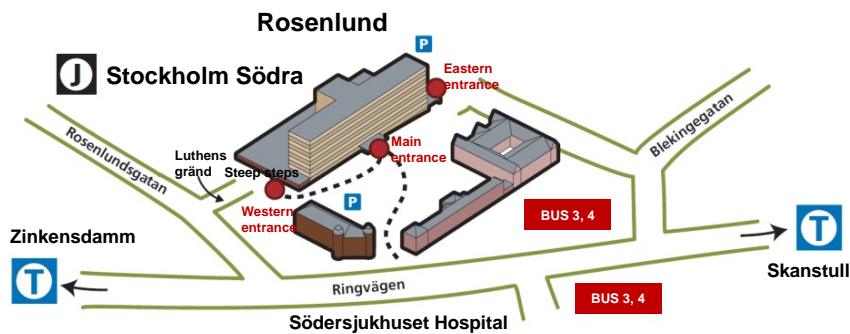 Rosenlund
P
J Stockholm Södra
Eastern
entrance
Rosenlundsgatan
Luthens
gränd
Steep steps
Main
entrance
Blekingegatan
Western
entrance
P
BUS 3, 4
Zinkensdamm
T
T
Skanstull
Ringvägen
BUS 3, 4
Södersjukhuset Hospital